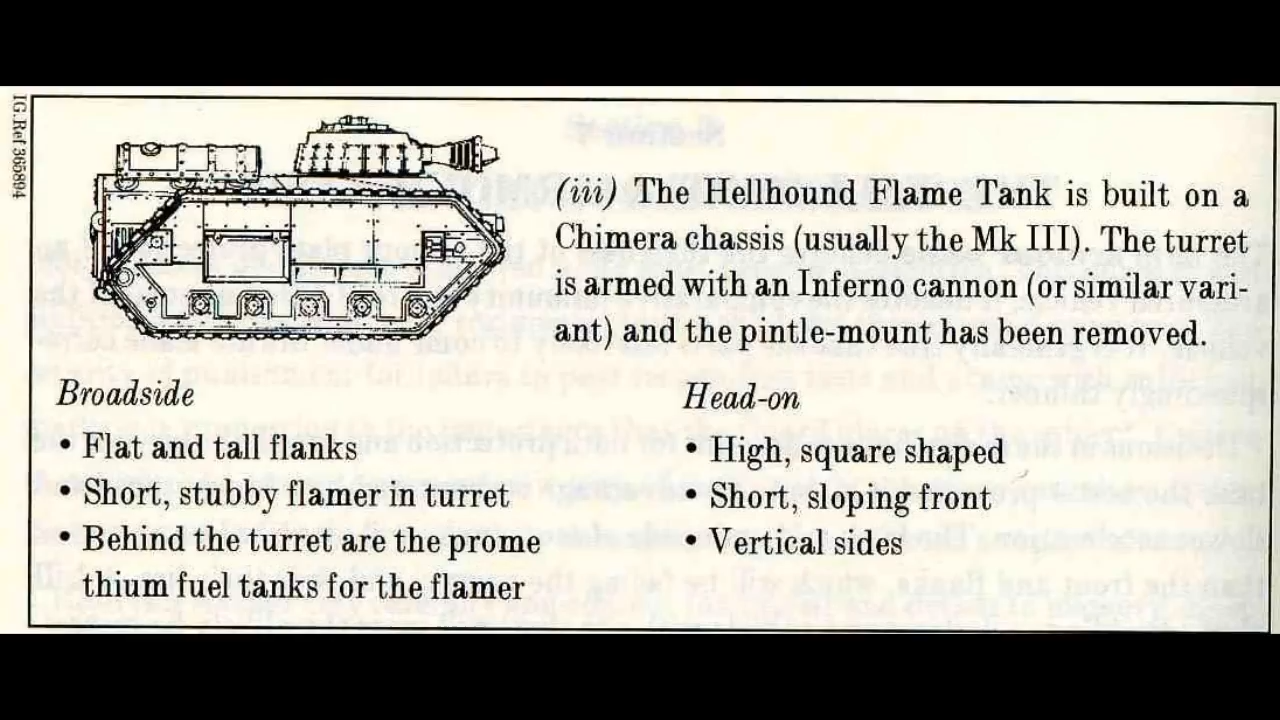 IG.Ref 365894
(iii) The Hellhound Flame Tank is built on a
Chimera chassis (usually the Mk III). The turret
is armed with an Inferno cannon (or similar vari-
ant) and the pintle-mount has been removed.
Broadside
• Flat and tall flanks
• Short, stubby flamer in turret
• Behind the turret are the prome
thium fuel tanks for the flamer
Head-on
• High, square shaped
• Short, sloping front
• Vertical sides